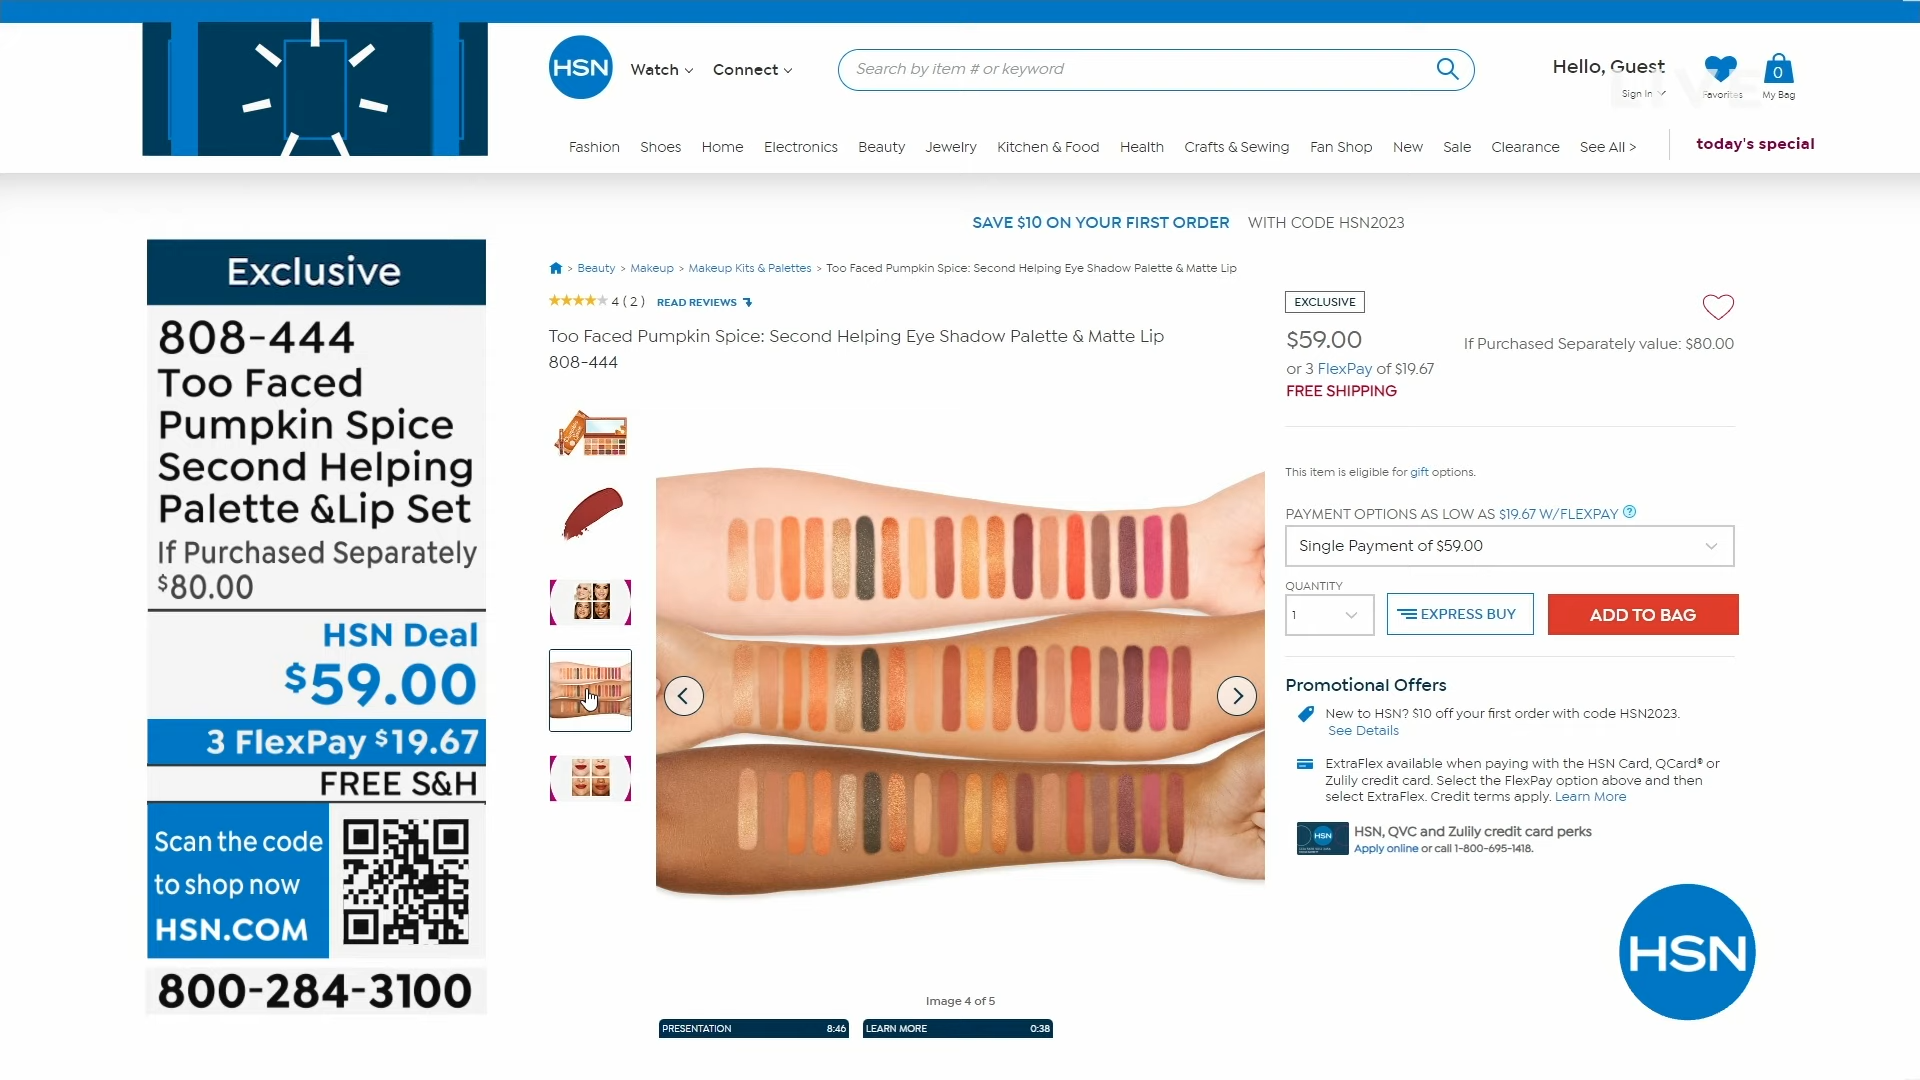 HSN
Watch
Connect
Search by item # or keyword
Hello, Guest
Sign In
Favorites
0
My Bag
LIVE
Fashion
Shoes
Home
Electronics
Beauty
Jewelry
Kitchen & Food
Health
Crafts & Sewing
Fan Shop
New
Sale
Clearance
See All >
today's special
SAVE $10 ON YOUR FIRST ORDER WITH CODE HSN2023
Exclusive
808-444
Too Faced
Pumpkin Spice
Second Helping
Palette &Lip Set
If Purchased Separately
$80.00
HSN Deal
$59.00
3 FlexPay $19.67
FREE S&H
Scan the code
to shop now
HSN.COM
800-284-3100
> Beauty > Makeup > Makeup Kits & Palettes > Too Faced Pumpkin Spice: Second Helping Eye Shadow Palette & Matte Lip
4 ( 2 ) READ REVIEWS
Too Faced Pumpkin Spice: Second Helping Eye Shadow Palette & Matte Lip
808-444
Image 4 of 5
PRESENTATION 8:46
LEARN MORE 0:38
EXCLUSIVE
$59.00
If Purchased Separately value: $80.00
or 3 FlexPay of $19.67
FREE SHIPPING
This item is eligible for gift options.
PAYMENT OPTIONS AS LOW AS $19.67 W/FLEXPAY ?
Single Payment of $59.00
QUANTITY
1
EXPRESS BUY
ADD TO BAG
Promotional Offers
New to HSN? $10 off your first order with code HSN2023.
See Details
ExtraFlex available when paying with the HSN Card, QCard® or
Zulily credit card. Select the FlexPay option above and then
select ExtraFlex. Credit terms apply. Learn More
HSN
HSN, QVC and Zulily credit card perks
Apply online or call 1-800-695-1418.
HSN